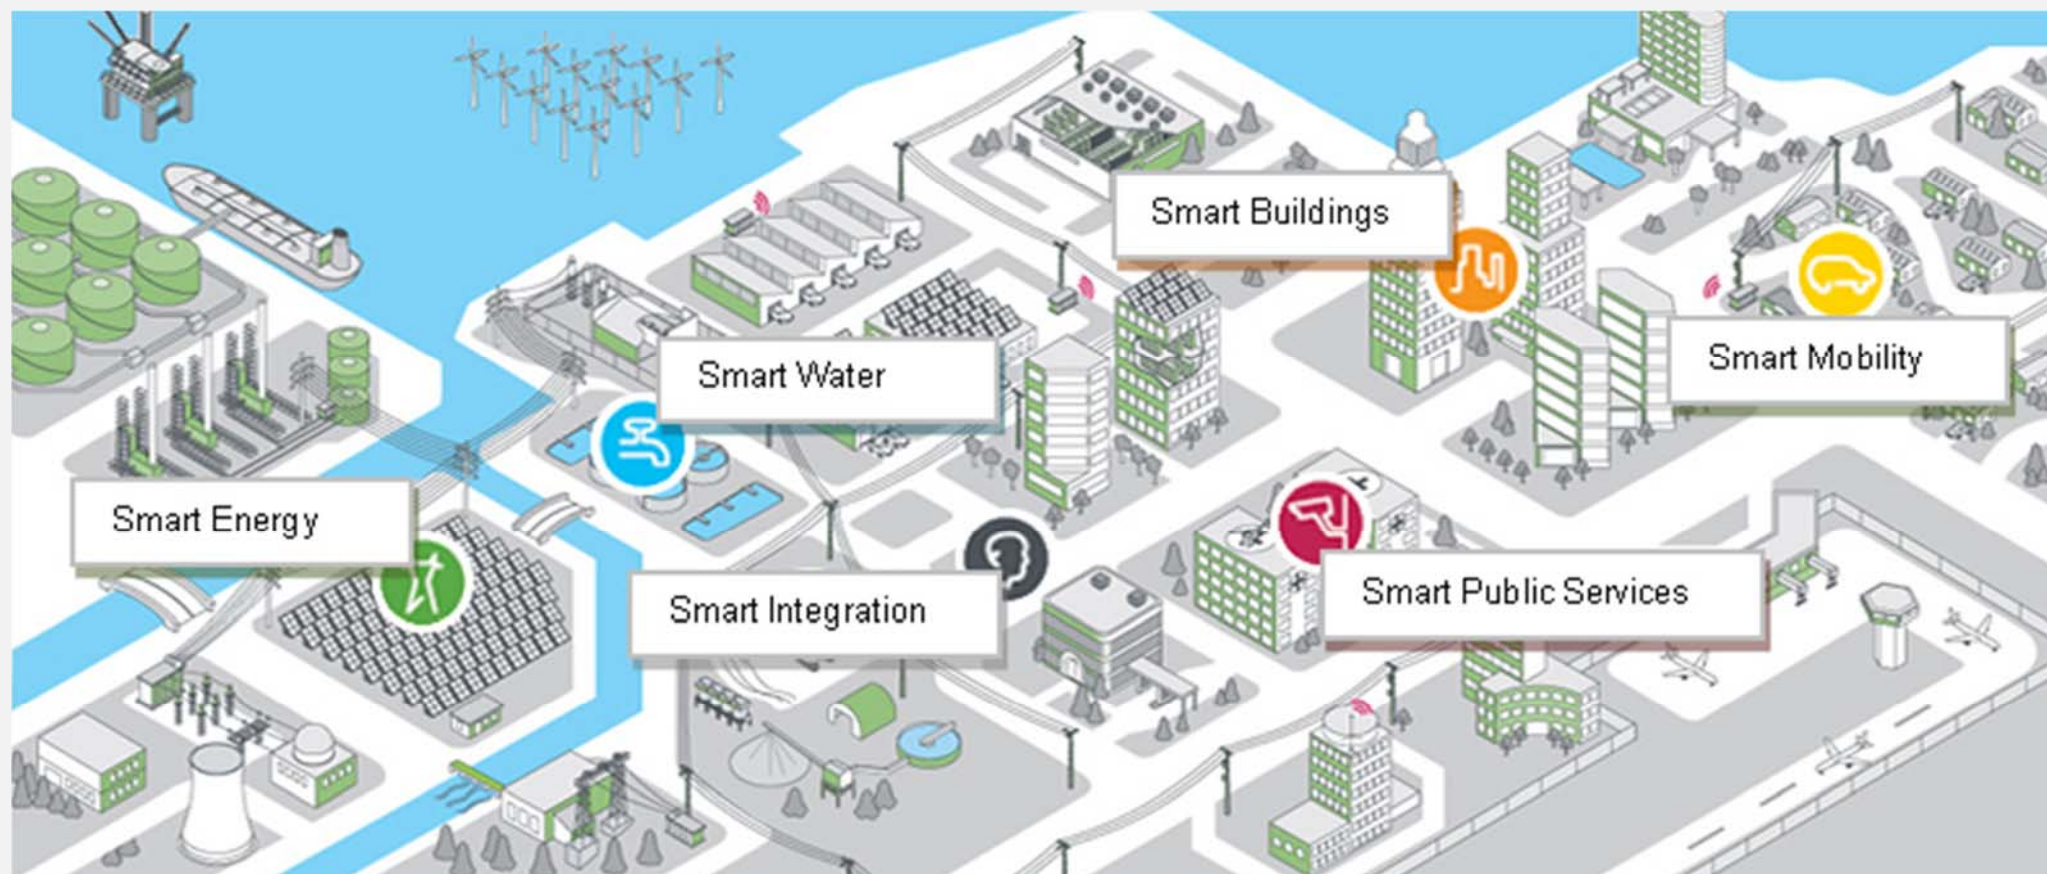 Smart Buildings
Smart Mobility
Smart Water
Smart Energy
Smart Integration
Smart Public Services